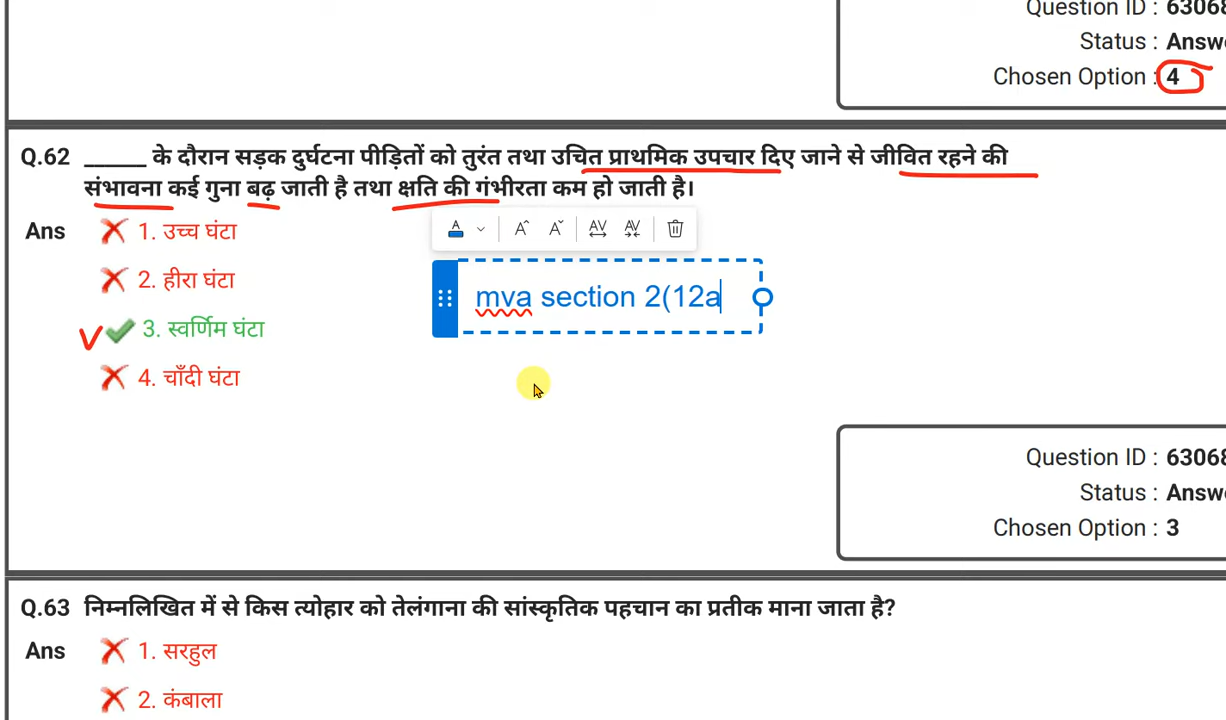 Question ID : 63068
Status : Answe
Chosen Option : 4
Q.62 ______ के दौरान सड़क दुर्घटना पीड़ितों को तुरंत तथा उचित प्राथमिक उपचार दिए जाने से जीवित रहने की
संभावना कई गुना बढ़ जाती है तथा क्षति की गंभीरता कम हो जाती है।
Ans 1. उच्च घंटा
2. हीरा घंटा
mva section 2(12a
3. स्वर्णिम घंटा
4. चाँदी घंटा
Question ID : 63068
Status : Answe
Chosen Option : 3
Q.63 निम्नलिखित में से किस त्योहार को तेलंगाना की सांस्कृतिक पहचान का प्रतीक माना जाता है?
Ans 1. सरहुल
2. कंबाला